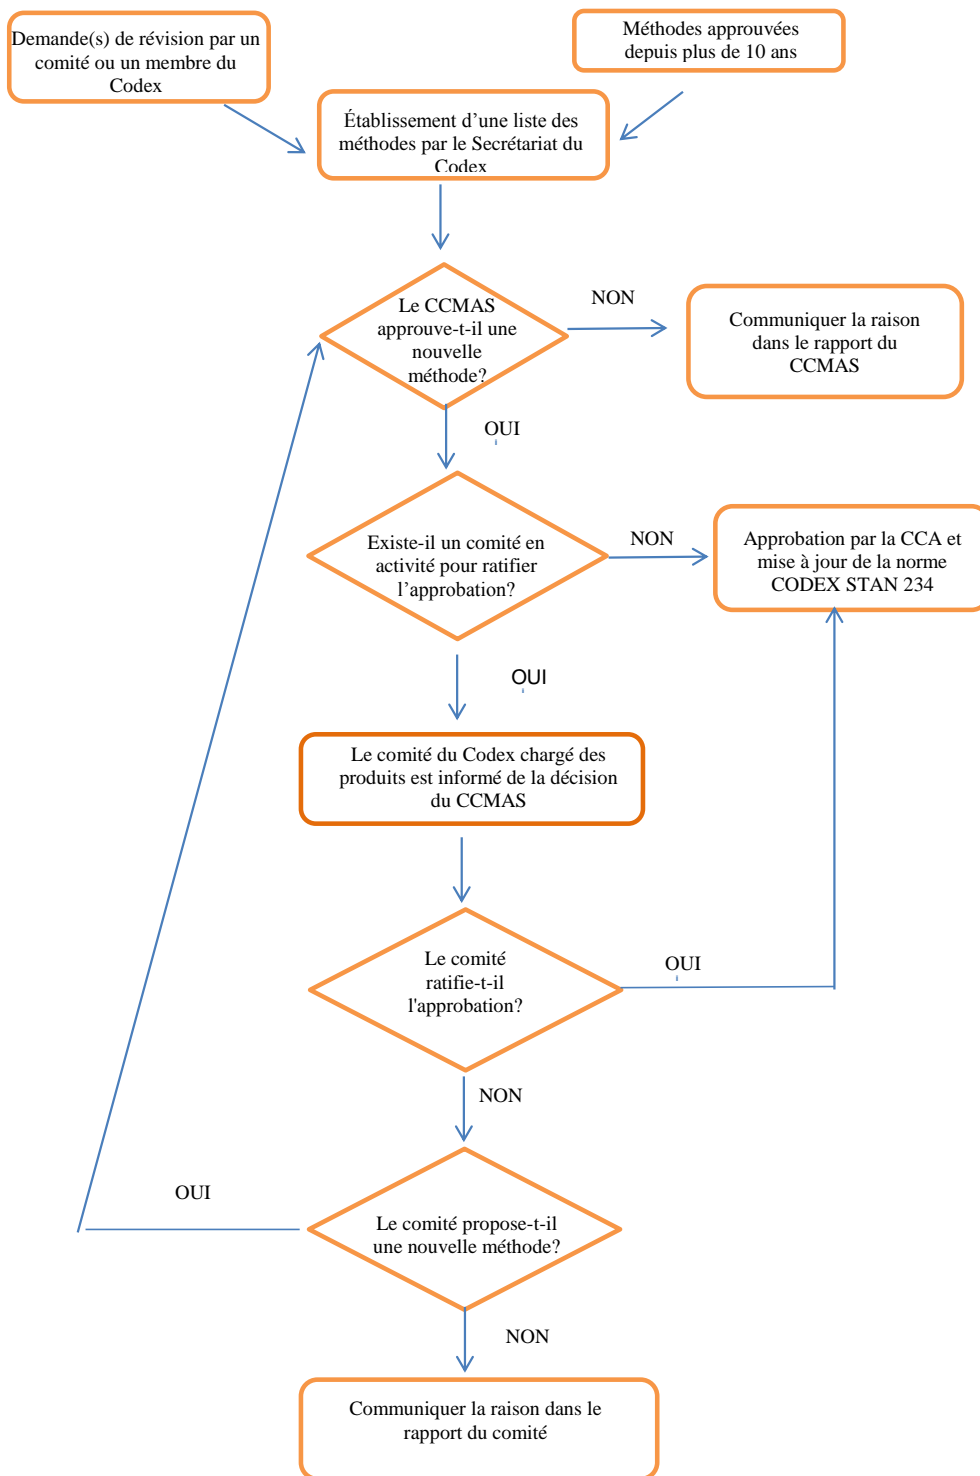 Demande(s) de révision par un
comité ou un membre du
Codex
Méthodes approuvées
depuis plus de 10 ans
Établissement d’une liste des
méthodes par le Secrétariat du
Codex
Le CCMAS
approuve-t-il une
nouvelle
méthode?
NON
Communiquer la raison
dans le rapport du
CCMAS
OUI
Existe-il un comité en
activité pour ratifier
l’approbation?
NON
Approbation par la CCA et
mise à jour de la norme
CODEX STAN 234
OUI
Le comité du Codex chargé des
produits est informé de la décision
du CCMAS
Le comité
ratifie-t-il
l'approbation?
OUI
NON
OUI
Le comité propose-t-il
une nouvelle méthode?
NON
Communiquer la raison dans le
rapport du comité